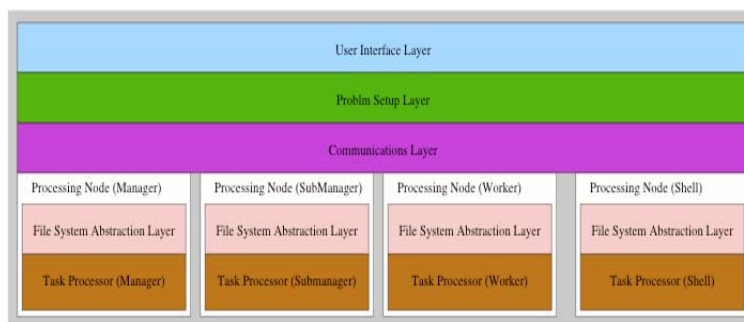 User Interface Layer
Problm Setup Layer
Communications Layer
Processing Node (Manager)
Processing Node (SubManager)
Processing Node (Worker)
Processing Node (Shell)
File System Abstraction Layer
File System Abstraction Layer
File System Abstraction Layer
File System Abstraction Layer
Task Processor (Manager)
Task Processor (Submanager)
Task Processor (Worker)
Task Processor (Shell)